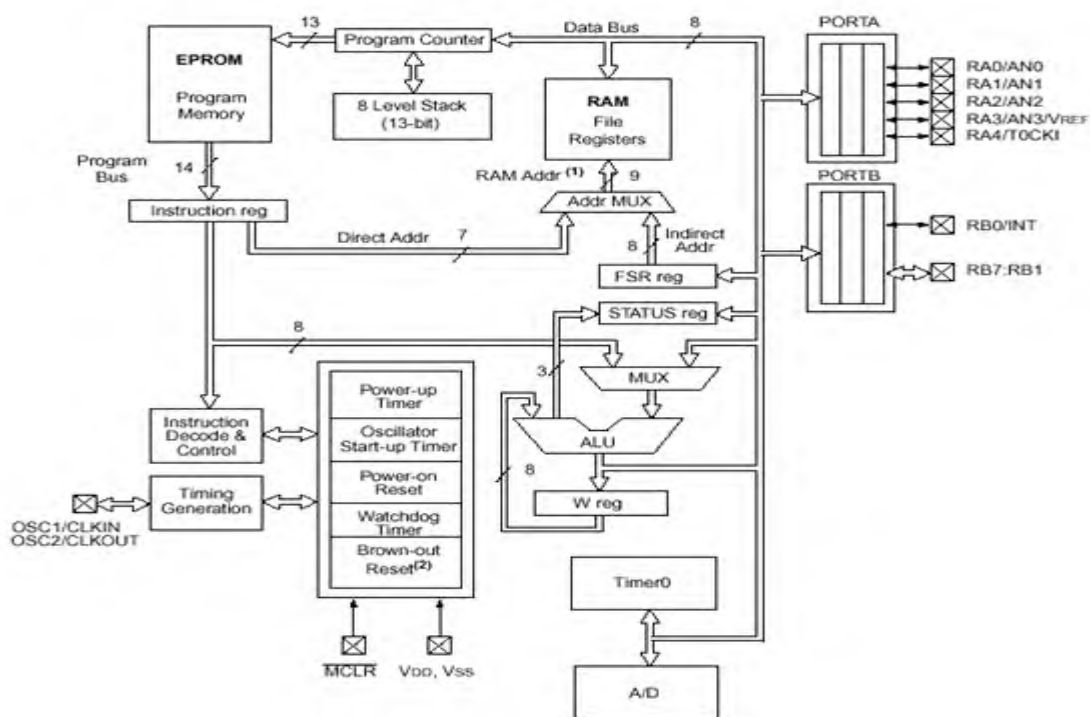 13
Program Counter
Data Bus
8
PORTA
EPROM
Program
Memory
8 Level Stack
(13-bit)
RAM
File
Registers
RA0/AN0
RA1/AN1
RA2/AN2
RA3/AN3/VREF
RA4/T0CKI
Program
Bus
14
RAM Addr (1)
9
PORTB
Instruction reg
Addr MUX
Direct Addr
7
8
Indirect
Addr
RB0/INT
FSR reg
RB7:RB1
STATUS reg
8
3
MUX
Power-up
Timer
Instruction
Decode &
Control
Oscillator
Start-up Timer
ALU
Power-on
Reset
8
W reg
Timing
Generation
Watchdog
Timer
OSC1/CLKIN
OSC2/CLKOUT
Brown-out
Reset(2)
Timer0
MCLR
VDD, VSS
A/D